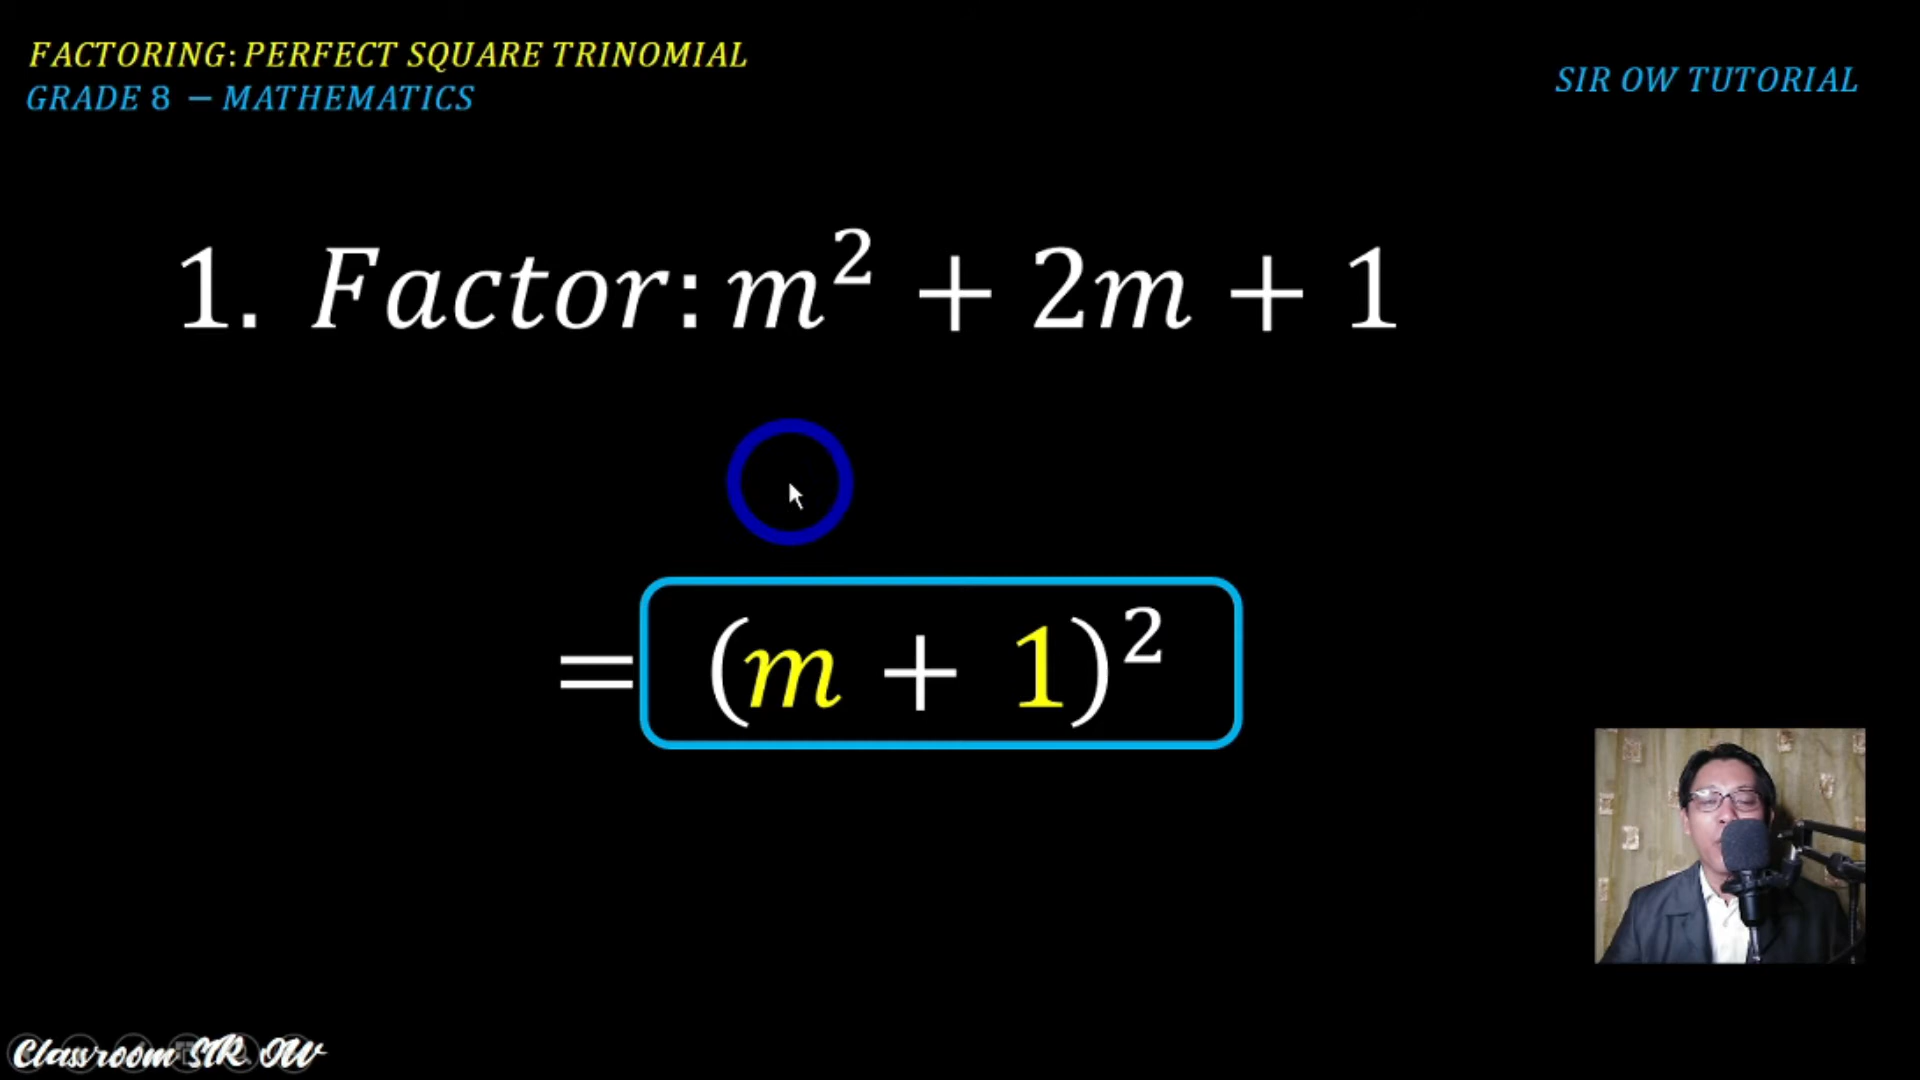 FACTORING: PERFECT SQUARE TRINOMIAL
GRADE 8 – MATHEMATICS
SIR OW TUTORIAL
1. Factor: m² + 2m + 1
= (m + 1)²
Classroom SIR OW